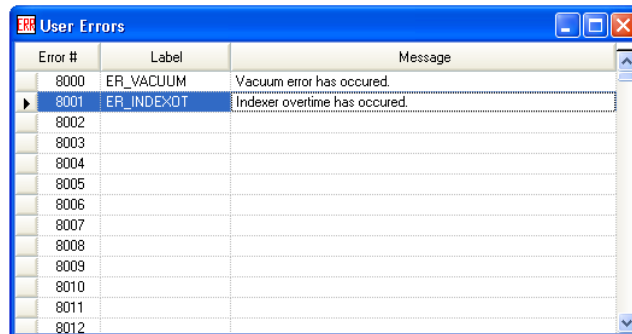 ERR User Errors
Error # Label Message
8000 ER_VACUUM Vacuum error has occured.
8001 ER_INDEXOT Indexer overtime has occured.
8002
8003
8004
8005
8006
8007
8008
8009
8010
8011
8012